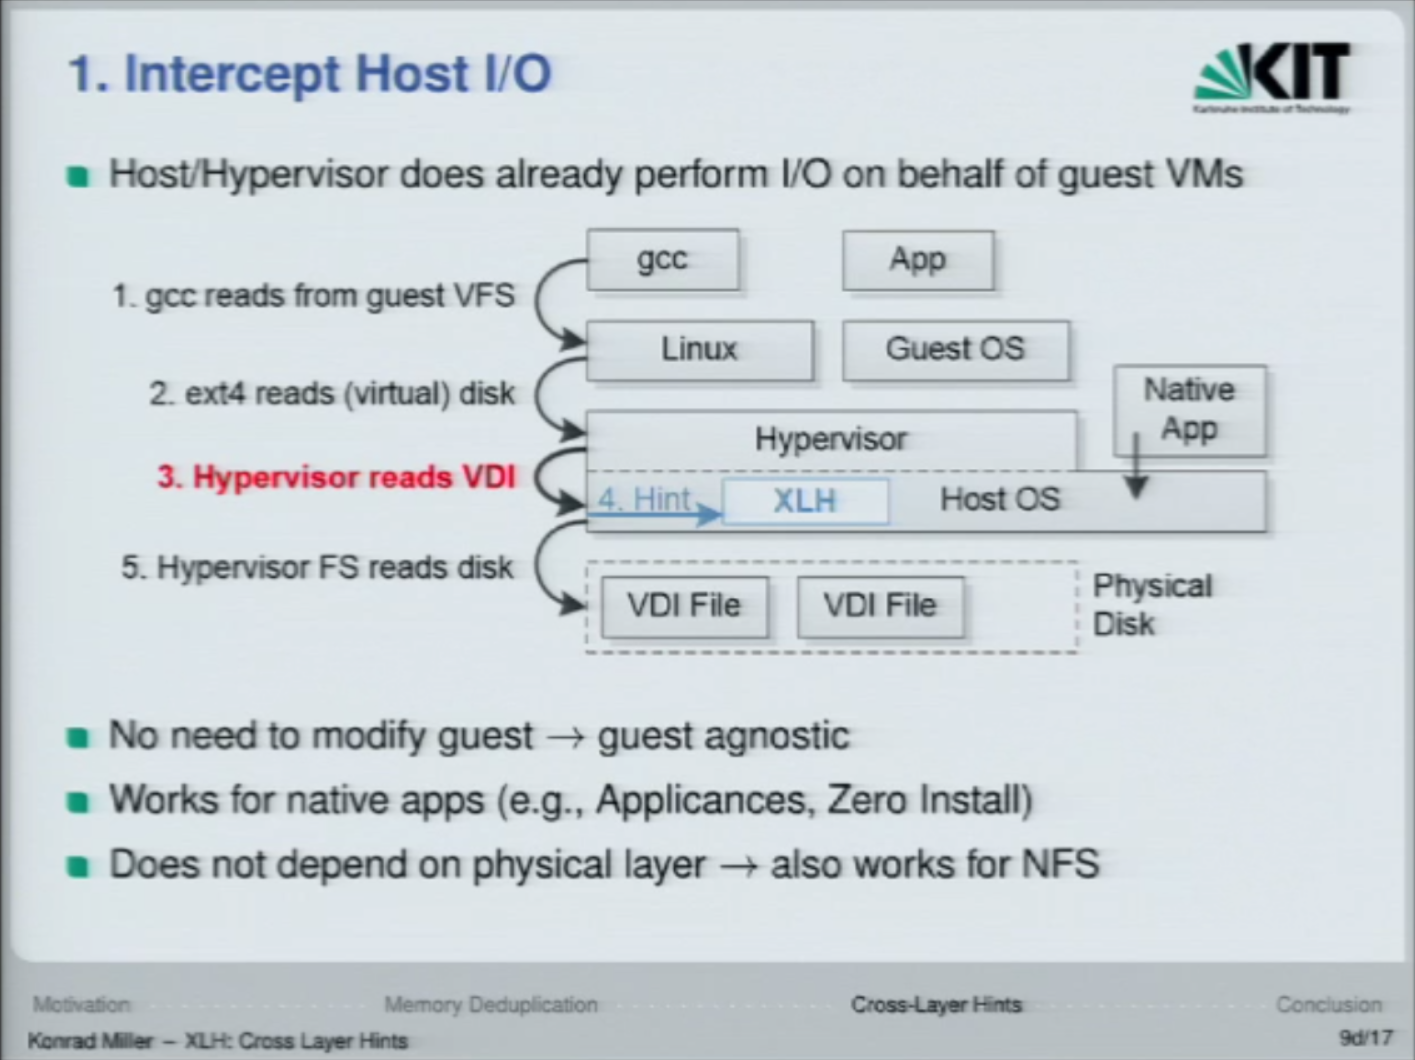 1. Intercept Host I/O
KIT
Karlsruhe Institute of Technology
Host/Hypervisor does already perform I/O on behalf of guest VMs
gcc
App
1. gcc reads from guest VFS
Linux
Guest OS
2. ext4 reads (virtual) disk
Native
App
Hypervisor
3. Hypervisor reads VDI
4. Hint
XLH
Host OS
5. Hypervisor FS reads disk
VDI File
VDI File
Physical
Disk
No need to modify guest → guest agnostic
Works for native apps (e.g., Applicances, Zero Install)
Does not depend on physical layer → also works for NFS
Motivation
Memory Deduplication
Cross-Layer Hints
Conclusion
Konrad Miller – XLH: Cross Layer Hints
9d/17